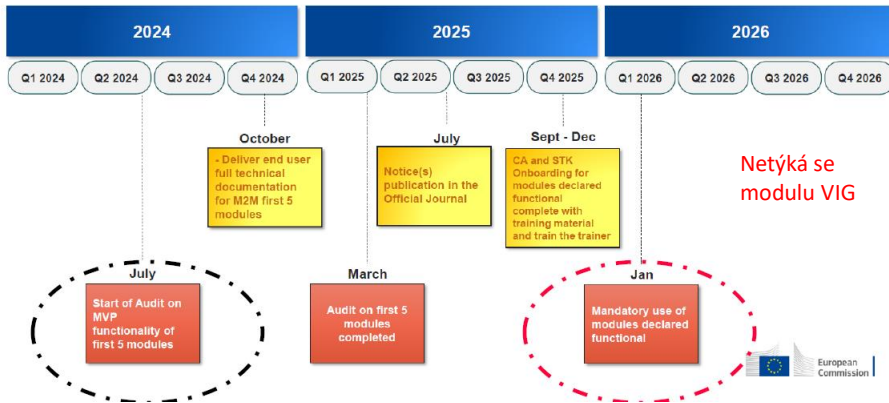 2024
2025
2026
Q1 2024
Q2 2024
Q3 2024
Q4 2024
Q1 2025
Q2 2025
Q3 2025
Q4 2025
Q1 2026
Q2 2026
Q3 2026
Q4 2026
October
- Deliver end user
full technical
documentation
for M2M first 5
modules
July
Notice(s)
publication in the
Official Journal
Sept - Dec
CA and STK
Onboarding for
modules declared
functional
complete with
training material
and train the trainer
Netýká se
modulu VIG
July
Start of Audit on
MVP
functionality of
first 5 modules
March
Audit on first 5
modules
completed
Jan
Mandatory use of
modules declared
functional
European
Commission